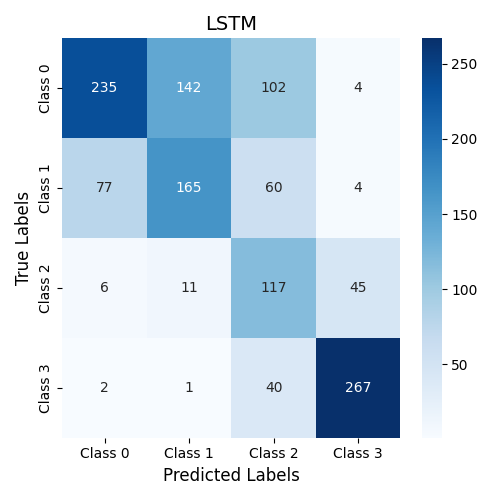 LSTM
True Labels
Class 0
235 142 102 4
Class 1
77 165 60 4
Class 2
6 11 117 45
Class 3
2 1 40 267
Class 0 Class 1 Class 2 Class 3
Predicted Labels
250
200
150
100
50